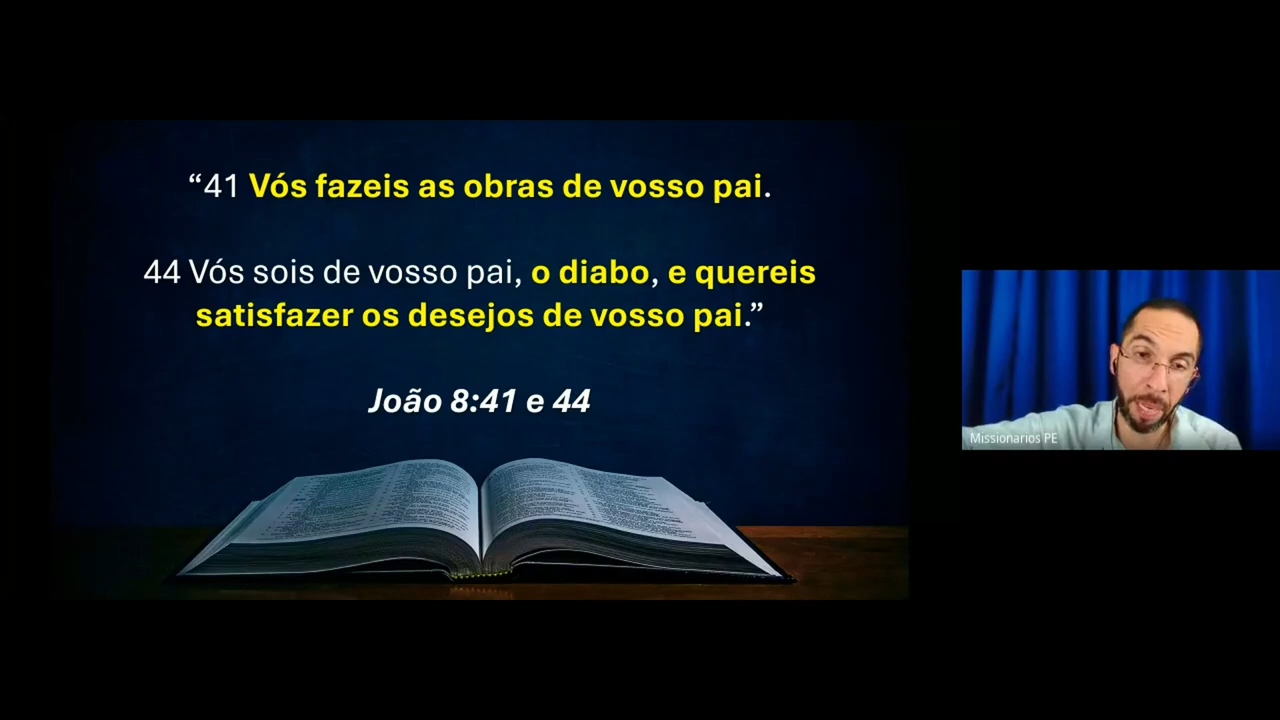 “41 Vós fazeis as obras de vosso pai.
44 Vós sois de vosso pai, o diabo, e quereis
satisfazer os desejos de vosso pai.”
João 8:41 e 44
Missionarios PE